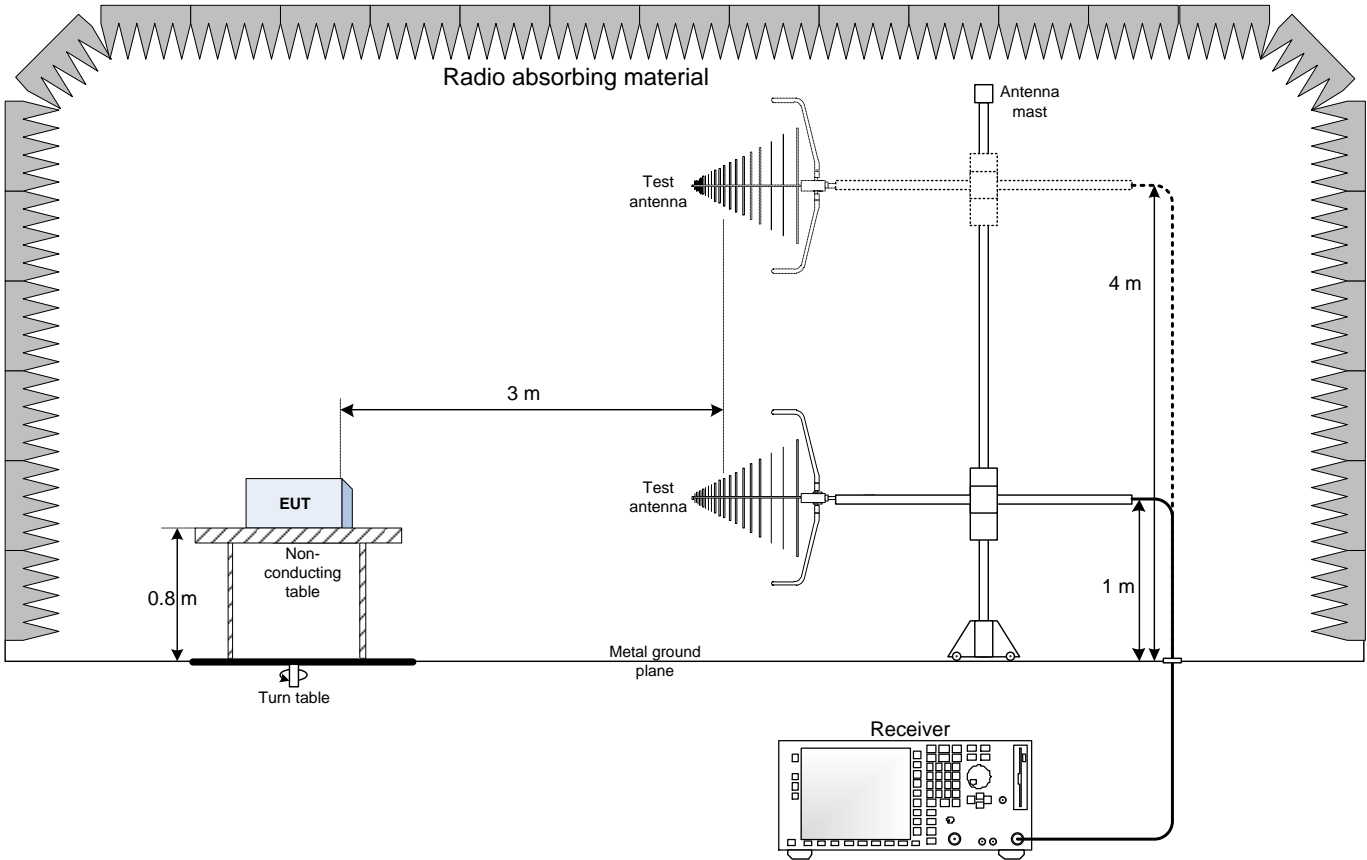 Radio absorbing material
Antenna
mast
Test
antenna
4 m
3 m
Test
antenna
EUT
Non-
conducting
table
0.8 m
1 m
Metal ground
plane
Turn table
Receiver